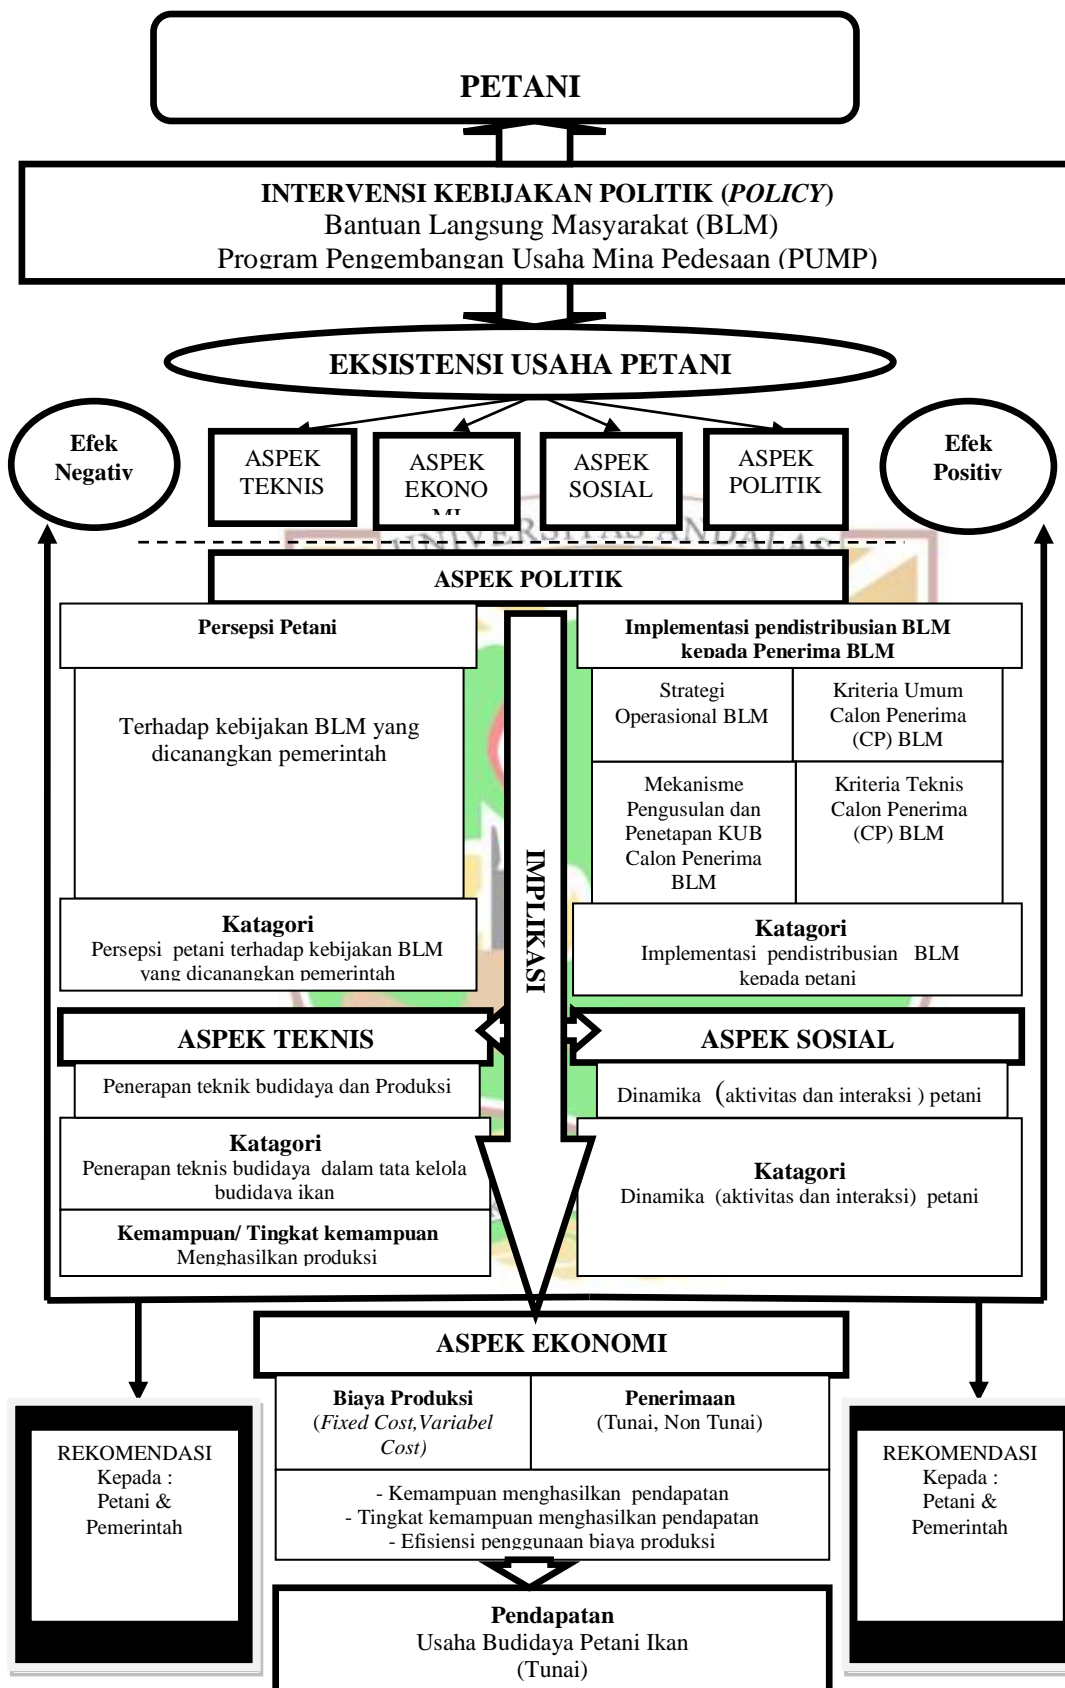 PETANI
INTERVENSI KEBIJAKAN POLITIK (POLICY)
Bantuan Langsung Masyarakat (BLM)
Program Pengembangan Usaha Mina Pedesaan (PUMP)
EKSISTENSI USAHA PETANI
Efek
Negativ
ASPEK
TEKNIS
ASPEK
EKONO
MI
ASPEK
SOSIAL
ASPEK
POLITIK
Efek
Positiv
UNIVERSITAS ANDALAS
ASPEK POLITIK
Persepsi Petani
Terhadap kebijakan BLM yang
dicanangkan pemerintah
Katagori
Persepsi petani terhadap kebijakan BLM
yang dicanangkan pemerintah
Implementasi pendistribusian BLM
kepada Penerima BLM
Strategi
Operasional BLM
Kriteria Umum
Calon Penerima
(CP) BLM
Mekanisme
Pengusulan dan
Penetapan KUB
Calon Penerima
BLM
Kriteria Teknis
Calon Penerima
(CP) BLM
Katagori
Implementasi pendistribusian BLM
kepada petani
IMPLIKASI
ASPEK TEKNIS
Penerapan teknik budidaya dan Produksi
Katagori
Penerapan teknis budidaya dalam tata kelola
budidaya ikan
Kemampuan/ Tingkat kemampuan
Menghasilkan produksi
ASPEK SOSIAL
Dinamika (aktivitas dan interaksi ) petani
Katagori
Dinamika (aktivitas dan interaksi) petani
ASPEK EKONOMI
Biaya Produksi
(Fixed Cost,Variabel
Cost)
Penerimaan
(Tunai, Non Tunai)
- Kemampuan menghasilkan pendapatan
- Tingkat kemampuan menghasilkan pendapatan
- Efisiensi penggunaan biaya produksi
Pendapatan
Usaha Budidaya Petani Ikan
(Tunai)
REKOMENDASI
Kepada :
Petani &
Pemerintah
REKOMENDASI
Kepada :
Petani &
Pemerintah